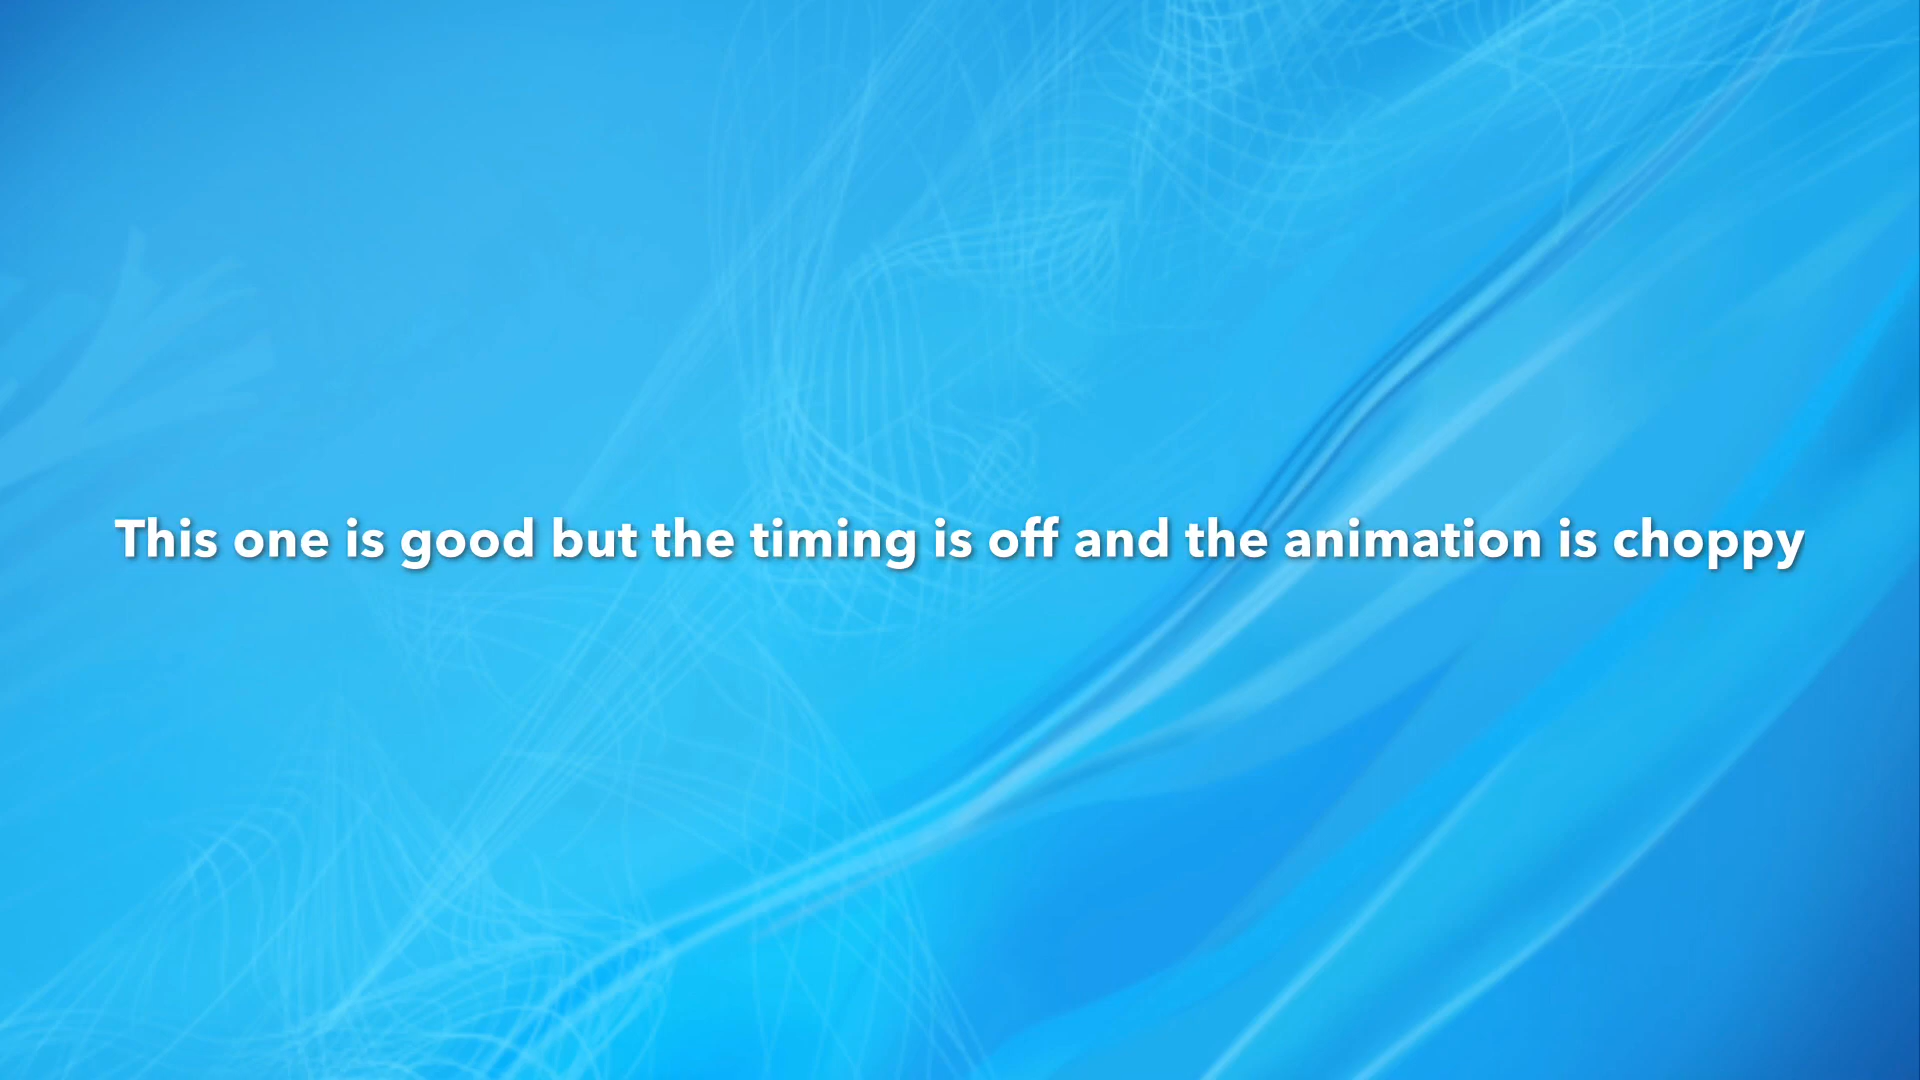 This one is good but the timing is off and the animation is choppy